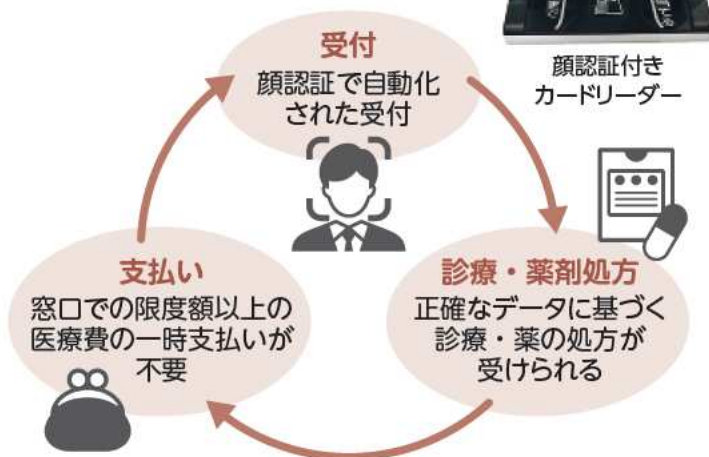 受付
顔認証で自動化
された受付
顔認証付き
カードリーダー
診療・薬剤処方
正確なデータに基づく
診療・薬の処方が
受けられる
支払い
窓口での限度額以上の
医療費の一時支払いが
不要